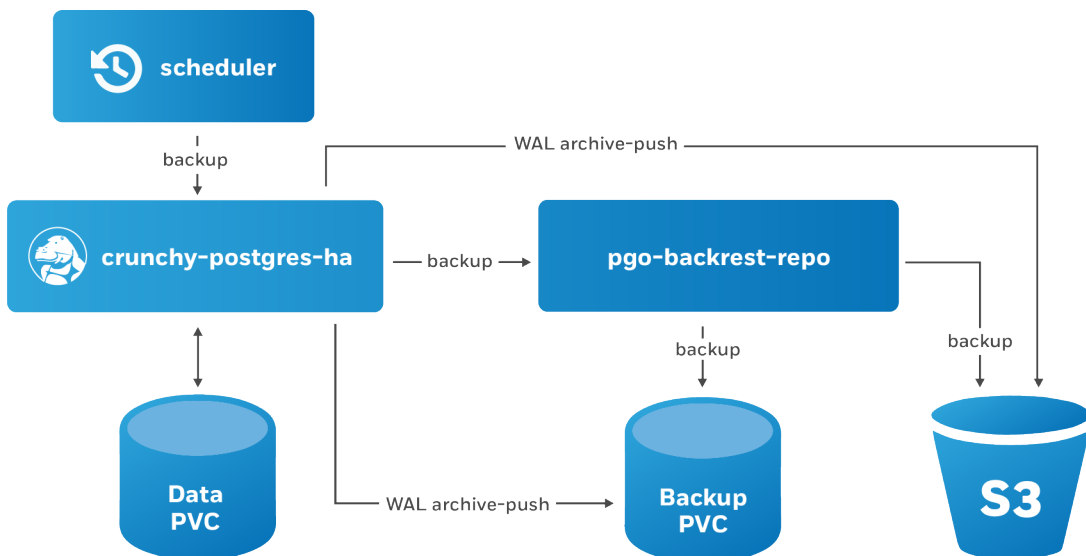 scheduler
WAL archive-push
backup
crunchy-postgres-ha
backup
pgo-backrest-repo
backup
backup
Data
PVC
WAL archive-push
Backup
PVC
S3